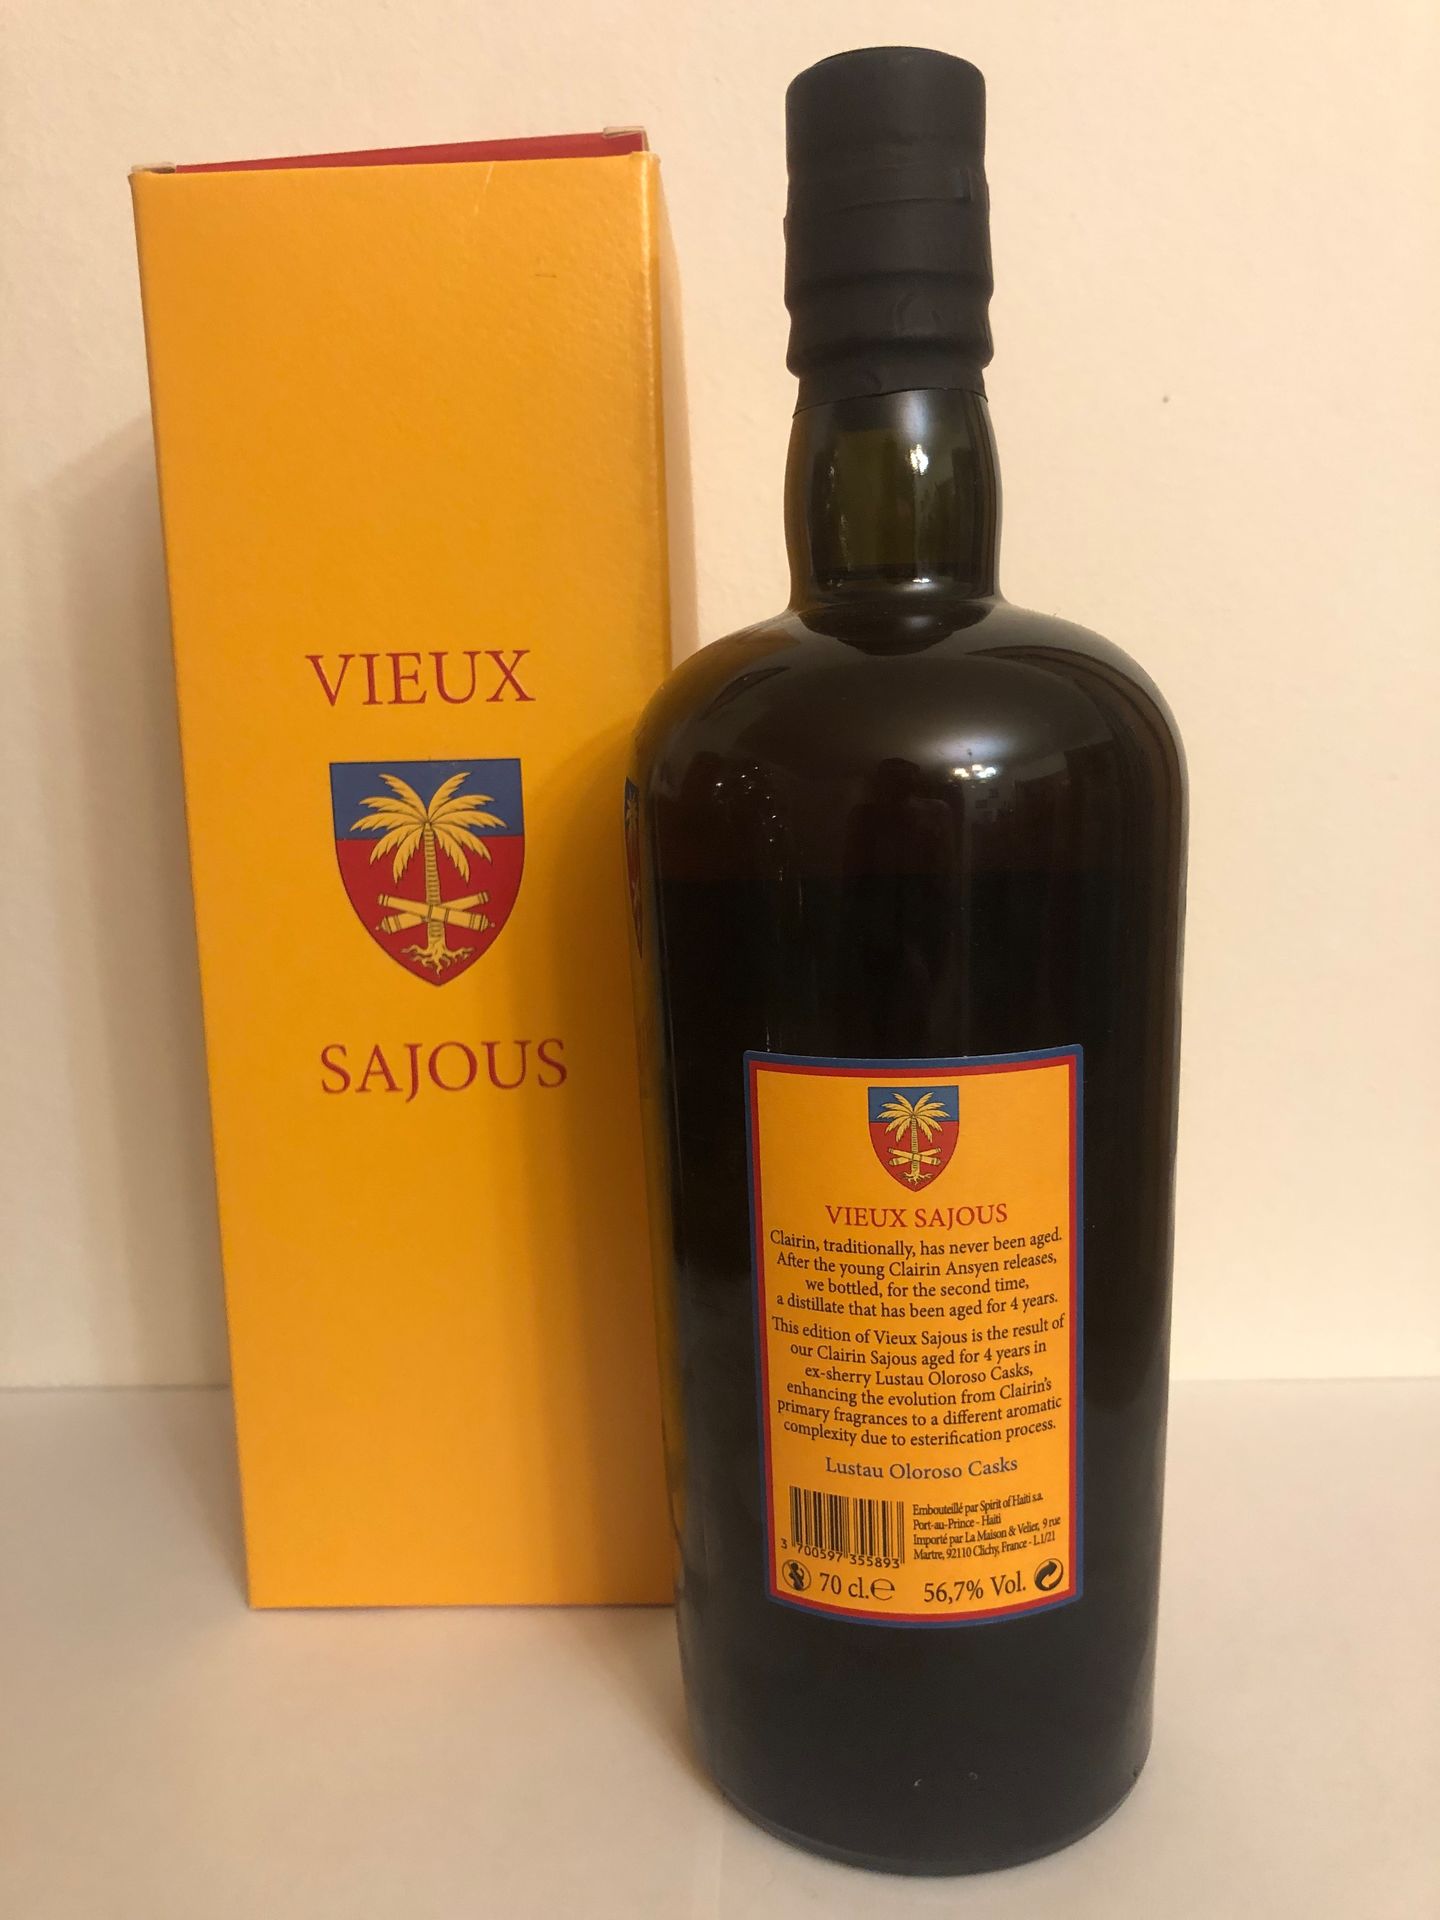 VIEUX
SAJOUS
VIEUX SAJOUS
Clairin, traditionally, has never been aged.
After the young Clairin Ansyen releases,
we bottled, for the second time,
a distillate that has been aged for 4 years.
This edition of Vieux Sajous is the result of
our Clairin Sajous aged for 4 years in
ex-sherry Lustau Oloroso Casks,
enhancing the evolution from Clairin's
primary fragrances to a different aromatic
complexity due to esterification process.
Lustau Oloroso Casks
Embouteillé par Spirit of Haiti s.a.
Port-au-Prince - Haïti
Importé par La Maison & Velier, 9 rue
Martre, 92110 Clichy, France - L.1/21
3 700597 355893
70 cl.℮ 56,7% Vol.